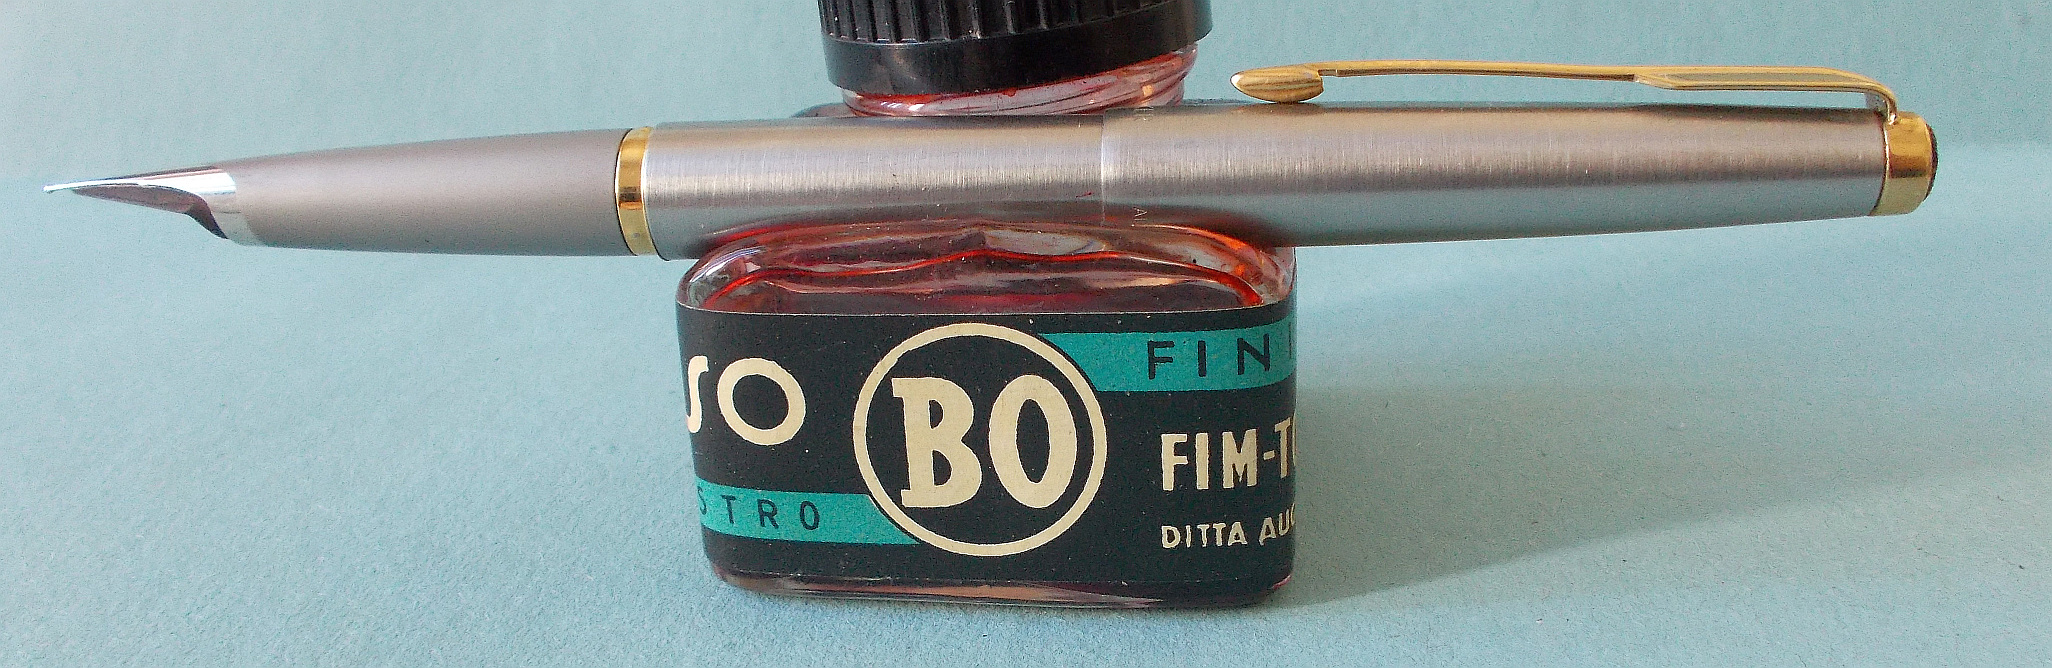 SO
STRO
BO
FIN
FIM-T
DITTA AU